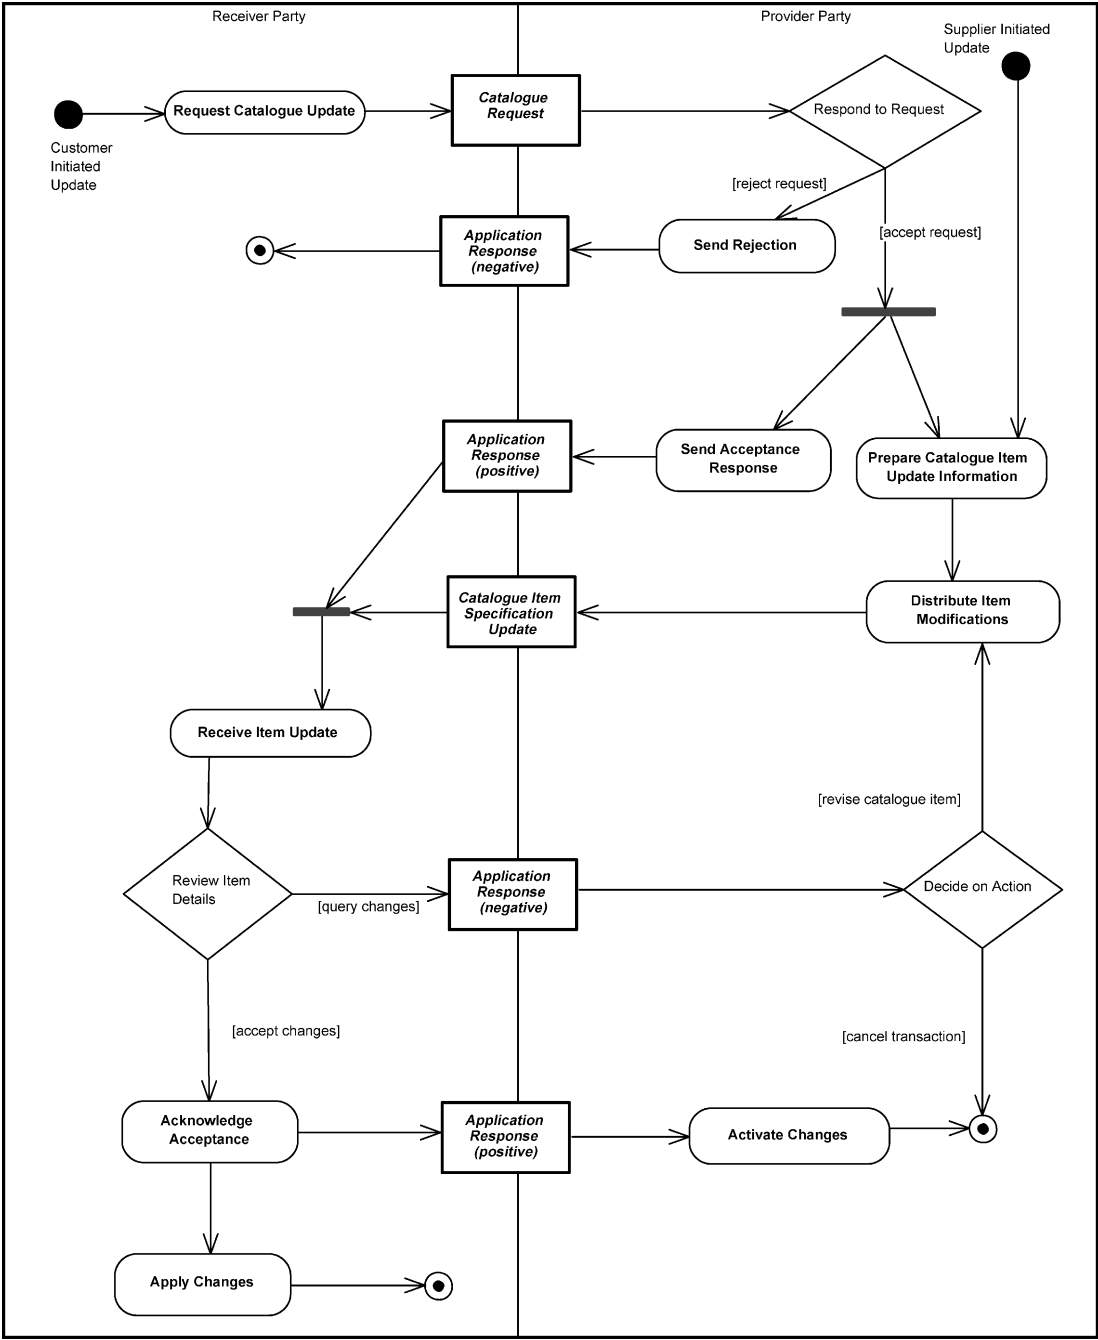 Receiver Party
Provider Party
Supplier Initiated
Update
Customer
Initiated
Update
Request Catalogue Update
Catalogue
Request
Respond to Request
[reject request]
[accept request]
Application
Response
(negative)
Send Rejection
Application
Response
(positive)
Send Acceptance
Response
Prepare Catalogue Item
Update Information
Catalogue Item
Specification
Update
Distribute Item
Modifications
Receive Item Update
[revise catalogue item]
Review Item
Details
[query changes]
Application
Response
(negative)
Decide on Action
[accept changes]
[cancel transaction]
Acknowledge
Acceptance
Application
Response
(positive)
Activate Changes
Apply Changes